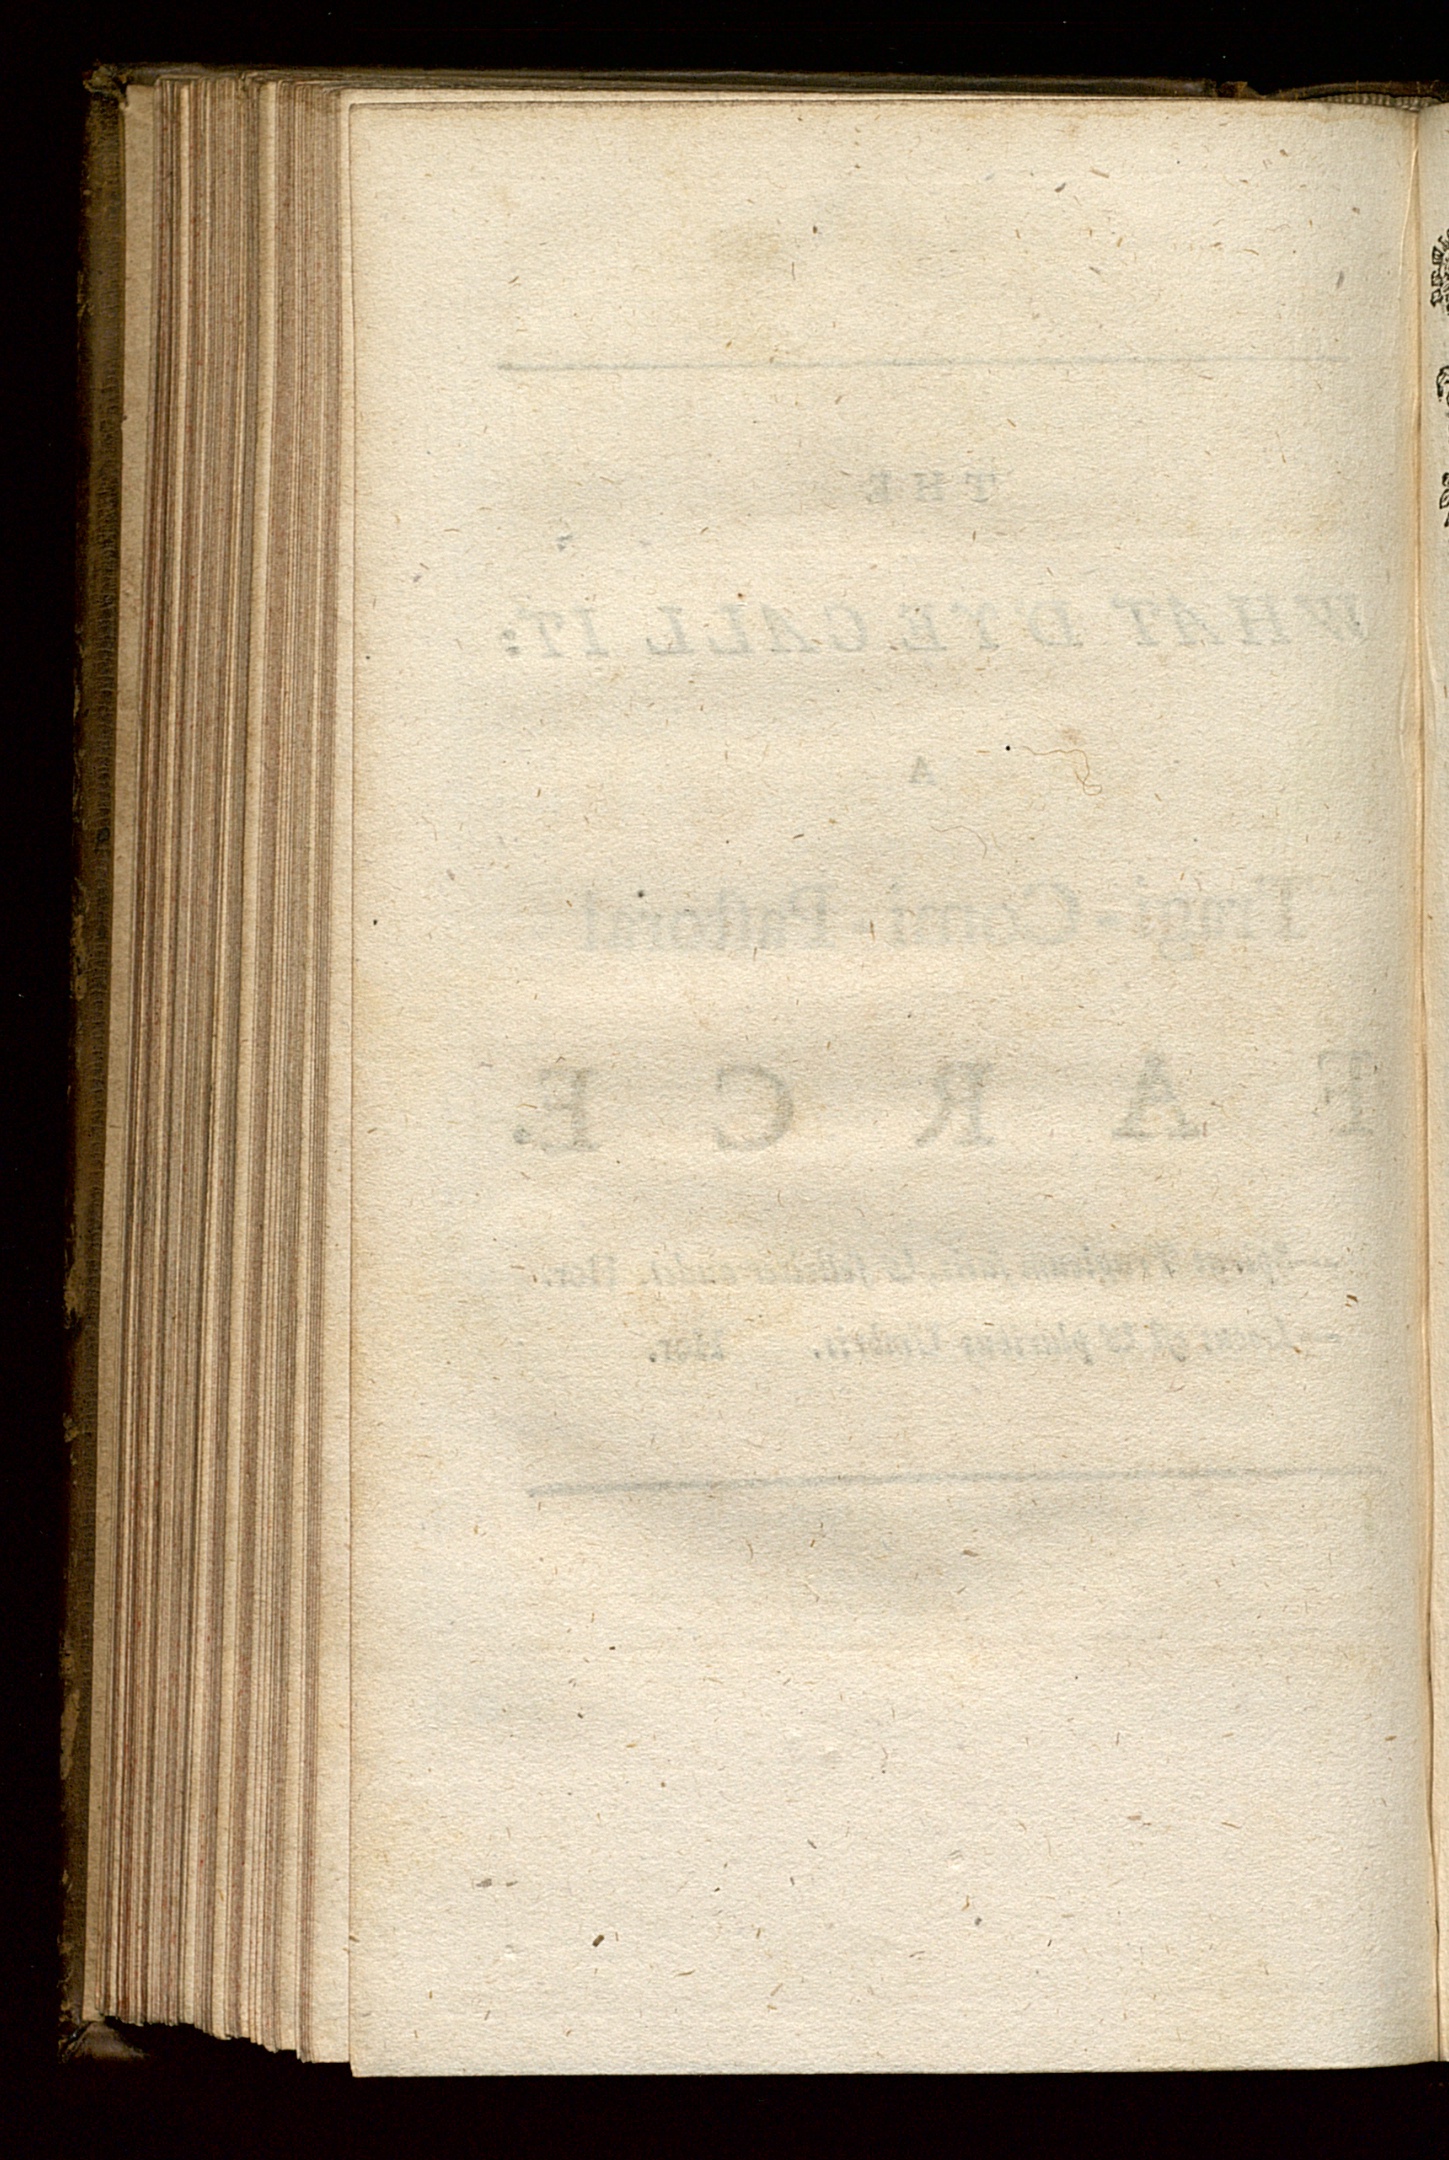 THE
WHAT D'YE CALL IT:
A
Tragi-Comi-Pastoral
FARCE.
—Spirat Tragicum satis, & feliciter audet. Hor.
—Locus est & pluribus Umbris. Hor.